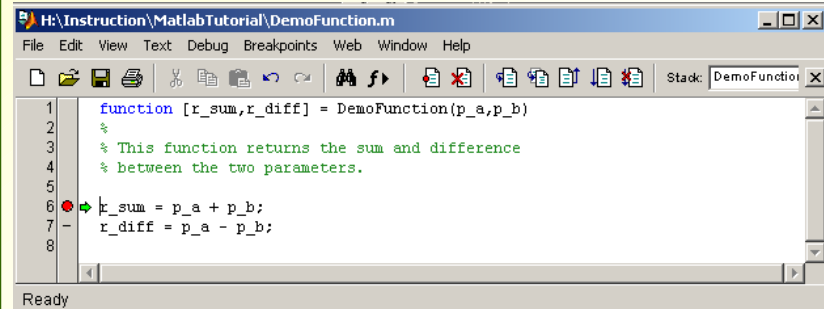 H:\Instruction\MatlabTutorial\DemoFunction.m
File Edit View Text Debug Breakpoints Web Window Help
Stack: DemoFunction
1 function [r_sum,r_diff] = DemoFunction(p_a,p_b)
2 %
3 % This function returns the sum and difference
4 % between the two parameters.
5
6 r_sum = p_a + p_b;
7 - r_diff = p_a - p_b;
8
Ready